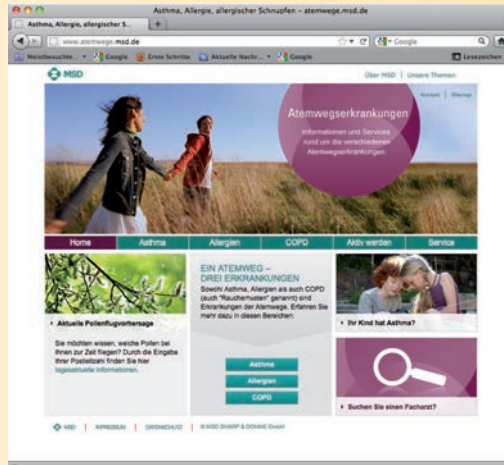 Asthma, Allergie, allergischer Schnupfen – atemwege.msd.de
Asthma, Allergie, allergischer S...
www.atemwege.msd.de
Google
Meistbesuchte...
Google
Erste Schritte
Aktuelle Nachr...
Google
Lesezeichen
MSD
Über MSD | Unsere Themen
Kontakt | Sitemap
Atemwegserkrankungen
Informationen und Services
rund um die verschiedenen
Atemwegserkrankungen.
Home
Asthma
Allergien
COPD
Aktiv werden
Service
Aktuelle Pollenflugvorhersage
Sie möchten wissen, welche Pollen bei
Ihnen zur Zeit fliegen? Durch die Eingabe
Ihrer Postleitzahl finden Sie hier
tagesaktuelle Informationen.
EIN ATEMWEG –
DREI ERKRANKUNGEN
Sowohl Asthma, Allergien als auch COPD
(auch "Raucherhusten" genannt) sind
Erkrankungen der Atemwege. Erfahren Sie
mehr dazu in diesen Bereichen:
Asthma
Allergien
COPD
Ihr Kind hat Asthma?
Suchen Sie einen Facharzt?
MSD | IMPRESSUM | DATENSCHUTZ | © MSD SHARP & DOHME GmbH